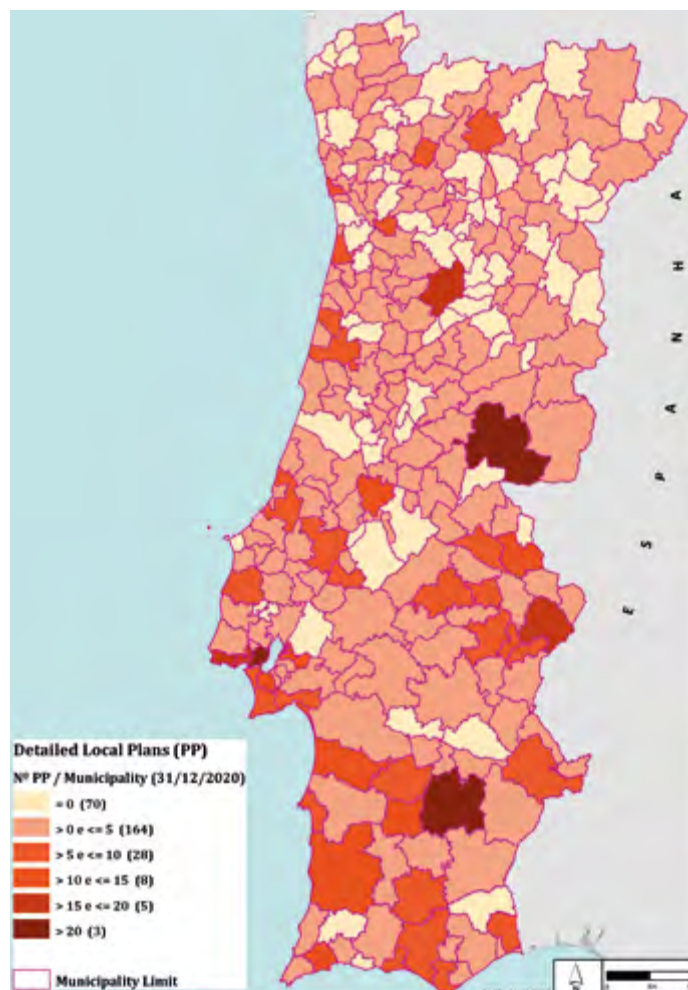 A
H
N
A
P
S
E
Detailed Local Plans (PP)
Nº PP / Municipality (31/12/2020)
= 0 (70)
> 0 e <= 5 (164)
> 5 e <= 10 (28)
> 10 e <= 15 (8)
> 15 e <= 20 (5)
> 20 (3)
Municipality Limit